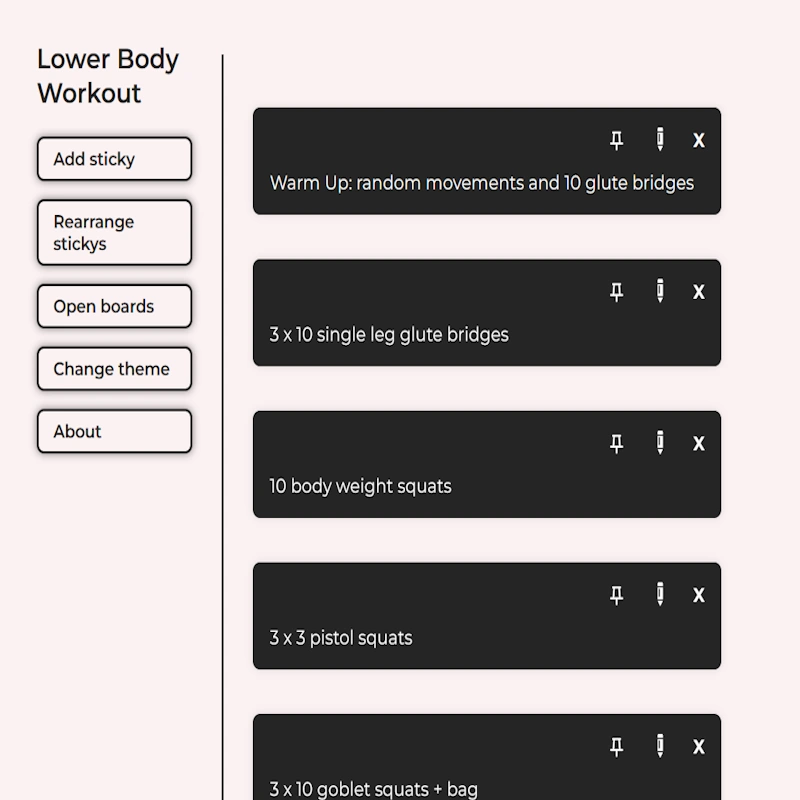 Lower Body
Workout
Add sticky
Rearrange
stickys
Open boards
Change theme
About
X
Warm Up: random movements and 10 glute bridges
X
3 x 10 single leg glute bridges
X
10 body weight squats
X
3 x 3 pistol squats
X
3 x 10 goblet squats + bag